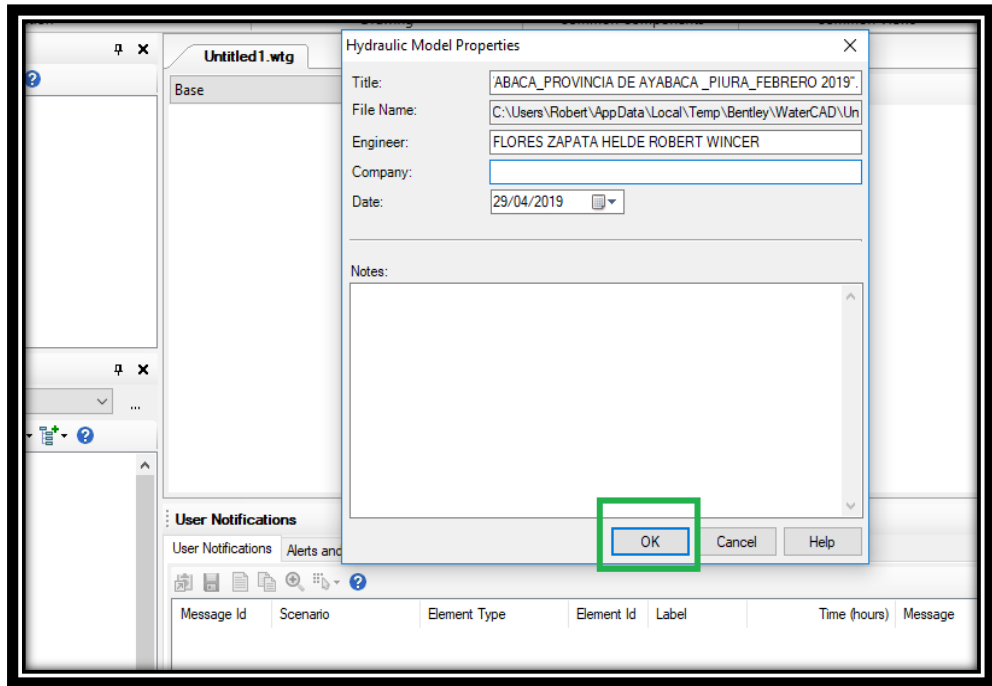 Untitled1.wtg
Base
Hydraulic Model Properties
Title: 'ABACA_PROVINCIA DE AYABACA _PIURA_FEBRERO 2019".
File Name: C:\Users\Robert\AppData\Local\Temp\Bentley\WaterCAD\Un
Engineer: FLORES ZAPATA HELDE ROBERT WINCER
Company:
Date: 29/04/2019
Notes:
OK Cancel Help
User Notifications
User Notifications Alerts and
Message Id Scenario Element Type Element Id Label Time (hours) Message